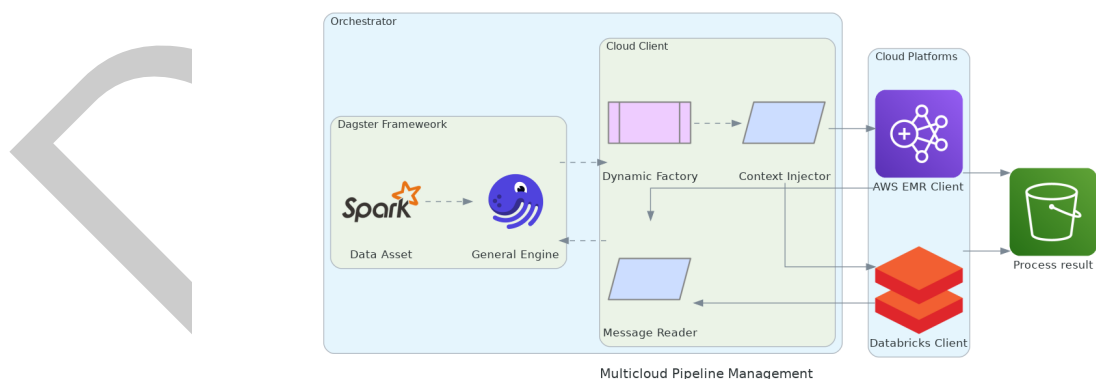 Orchestrator
Cloud Client
Cloud Platforms
Dagster Frameweork
Dynamic Factory
Context Injector
AWS EMR Client
Spark
Data Asset
General Engine
Process result
Message Reader
Databricks Client
Multicloud Pipeline Management